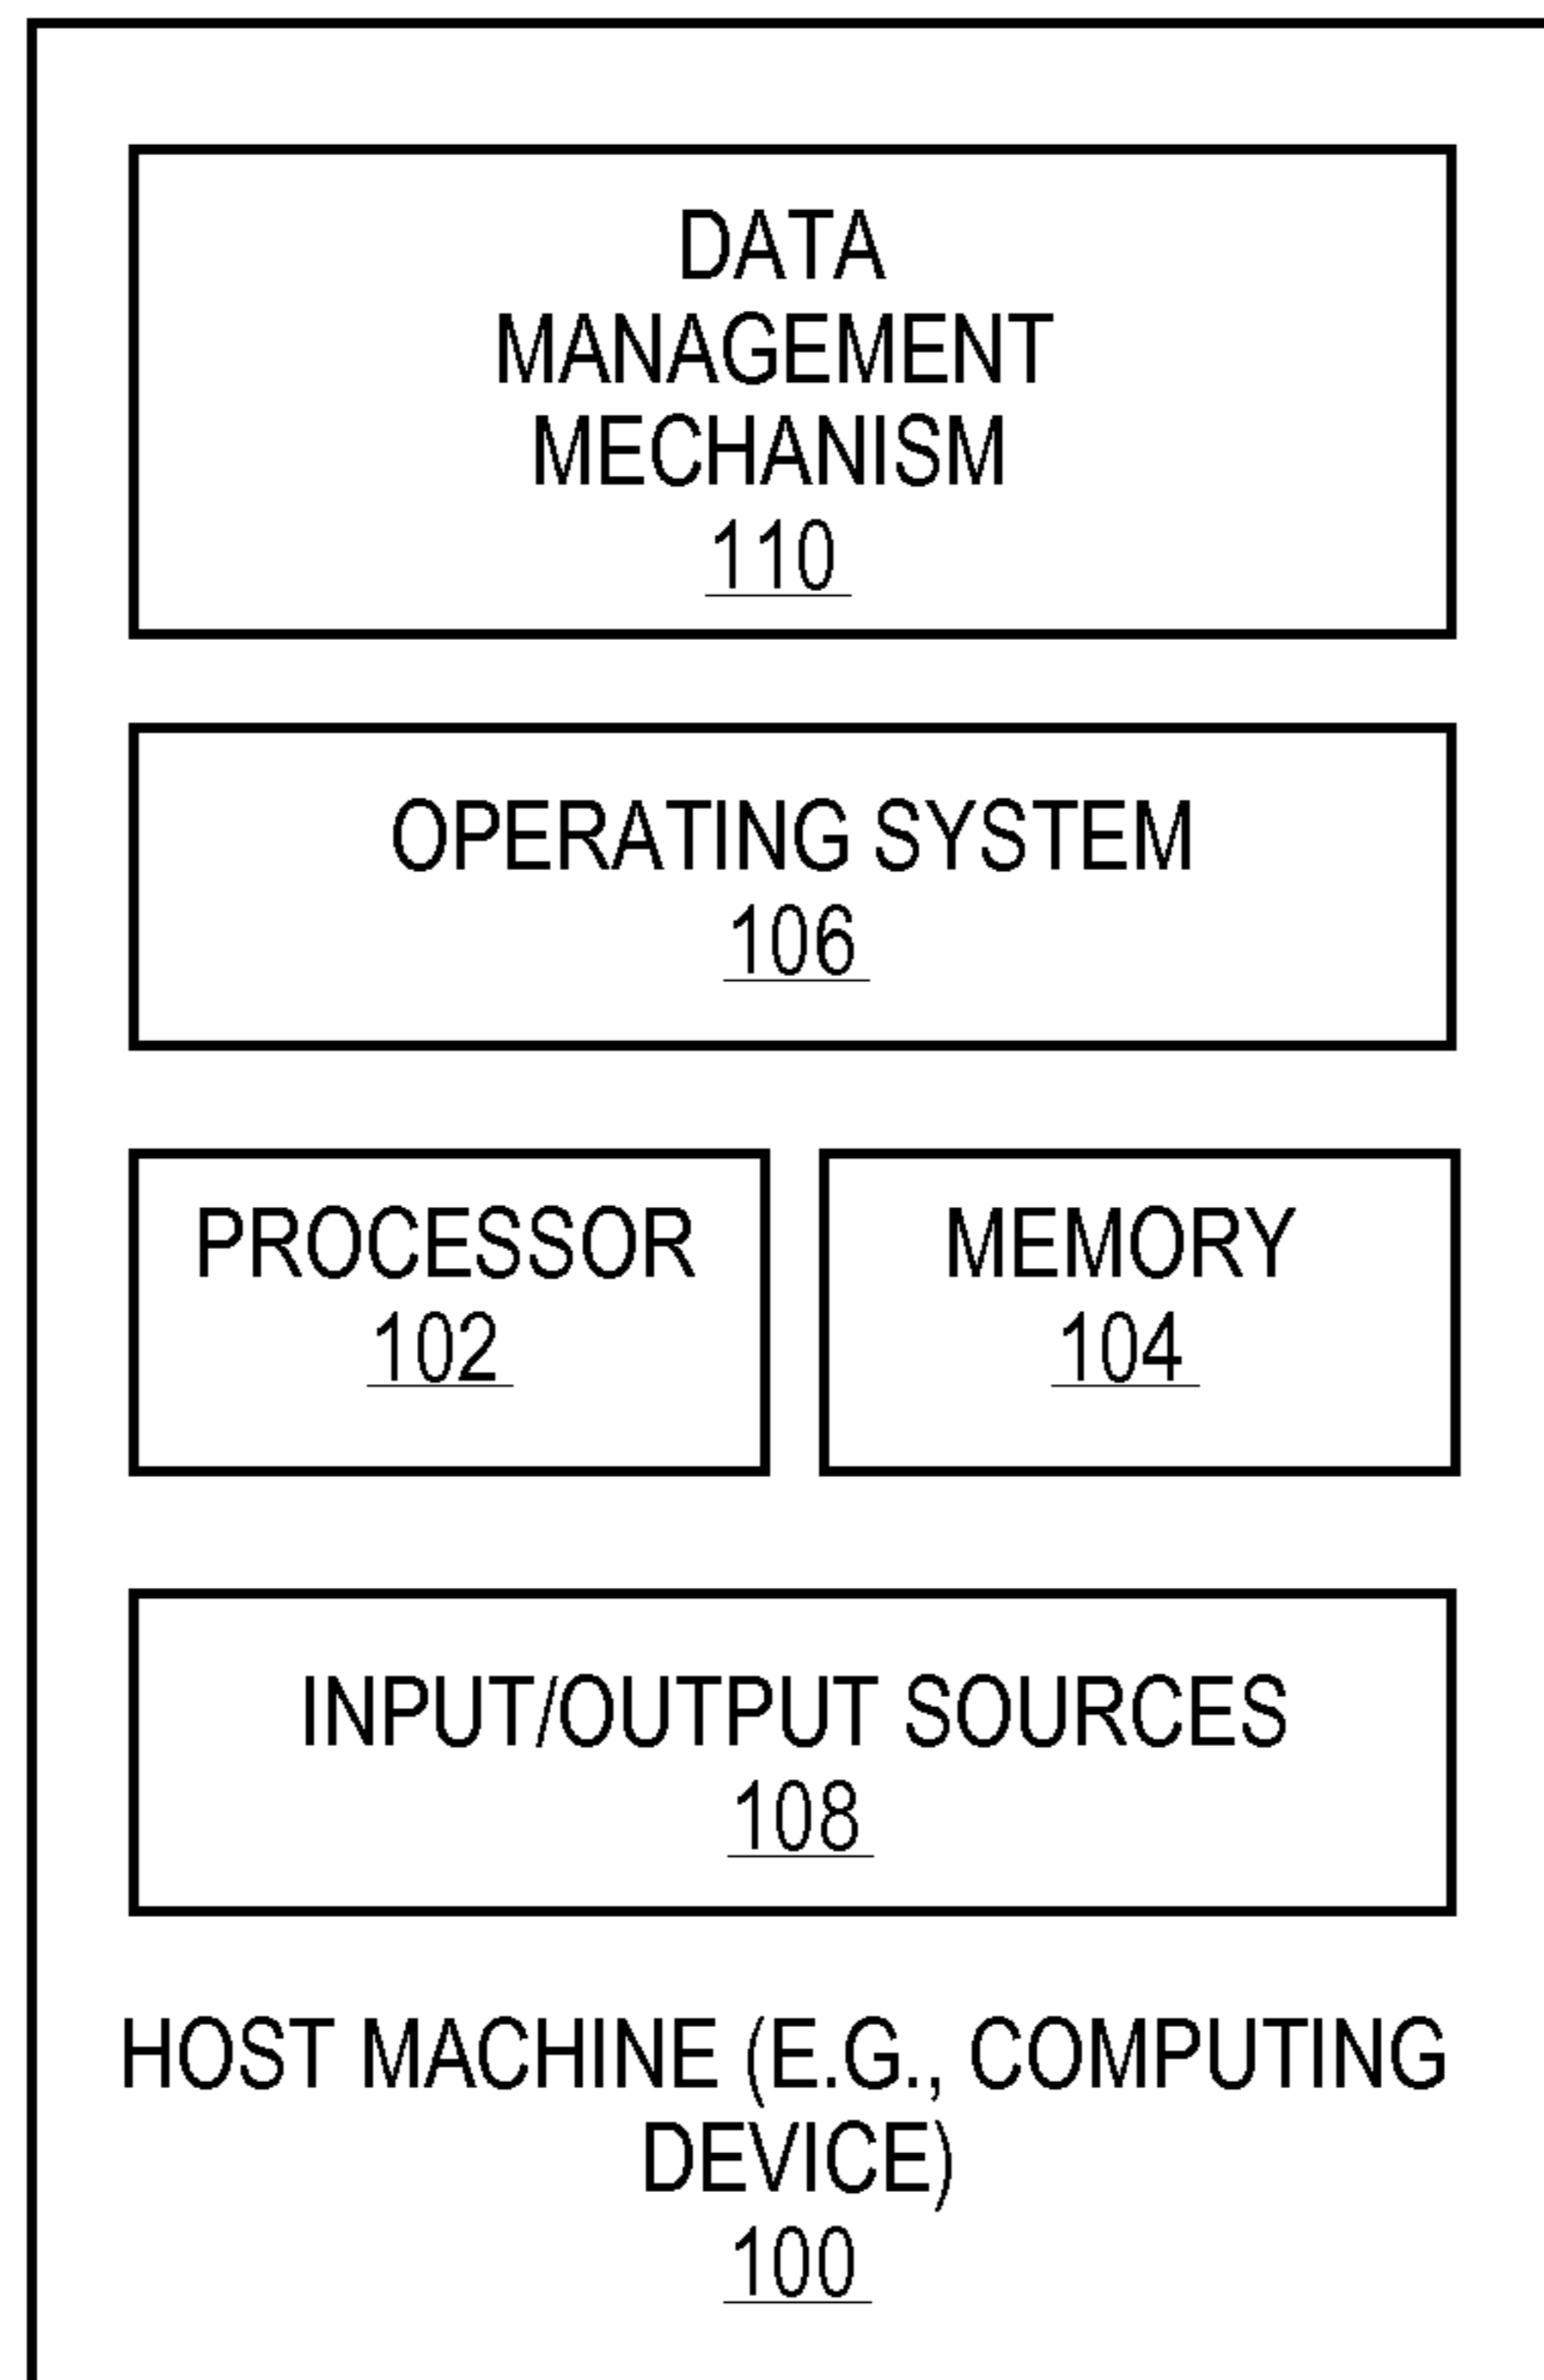 DATA
MANAGEMENT
MECHANISM
110
OPERATING SYSTEM
106
PROCESSOR
102
MEMORY
104
INPUT/OUTPUT SOURCES
108
HOST MACHINE (E.G., COMPUTING
DEVICE)
100